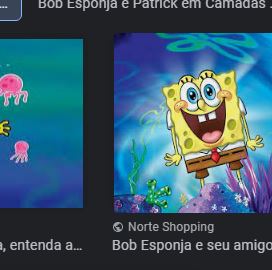 ...
Bob Esponja e Patrick em Camadas
Norte Shopping
a, entenda a...
Bob Esponja e seu amigo